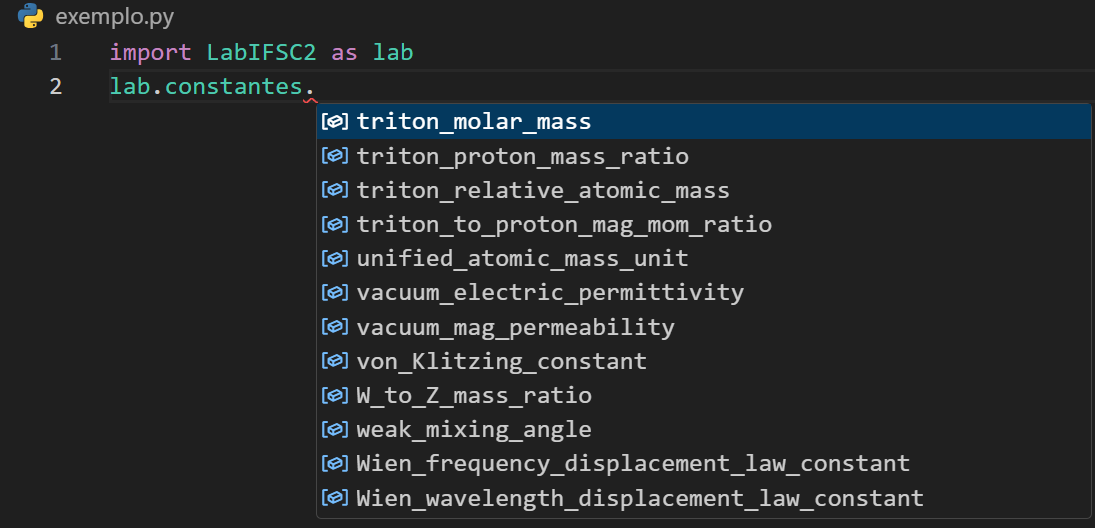 exemplo.py
1 import LabIFSC2 as lab
2 lab.constantes.
triton_molar_mass
triton_proton_mass_ratio
triton_relative_atomic_mass
triton_to_proton_mag_mom_ratio
unified_atomic_mass_unit
vacuum_electric_permittivity
vacuum_mag_permeability
von_Klitzing_constant
W_to_Z_mass_ratio
weak_mixing_angle
Wien_frequency_displacement_law_constant
Wien_wavelength_displacement_law_constant